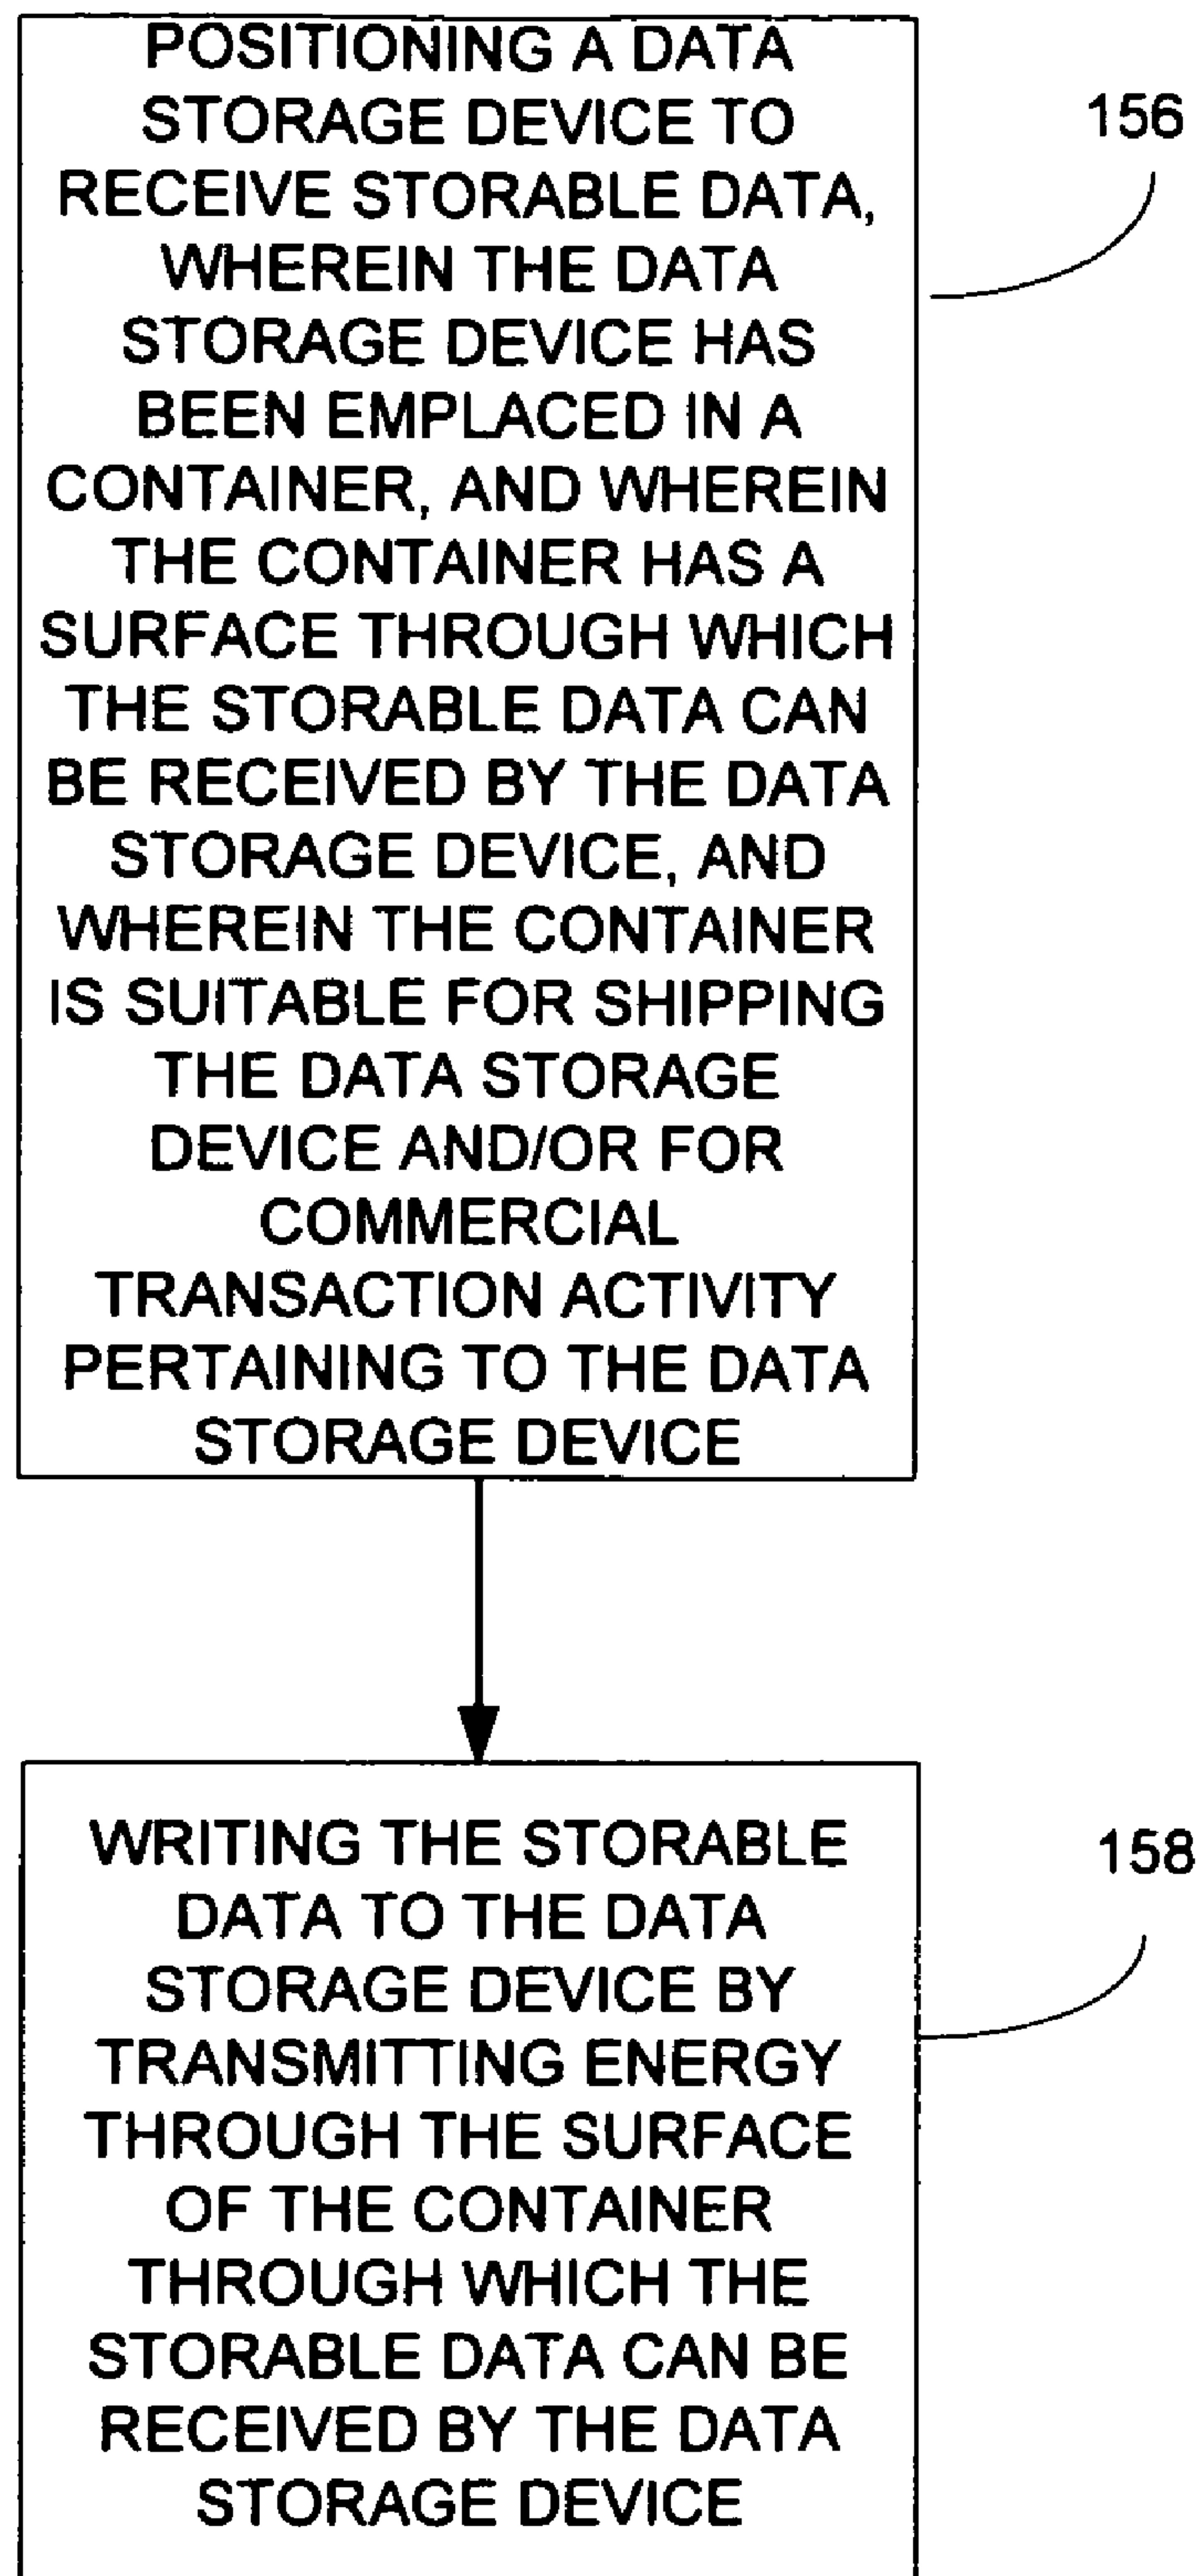 POSITIONING A DATA
STORAGE DEVICE TO
RECEIVE STORABLE DATA,
WHEREIN THE DATA
STORAGE DEVICE HAS
BEEN EMPLACED IN A
CONTAINER, AND WHEREIN
THE CONTAINER HAS A
SURFACE THROUGH WHICH
THE STORABLE DATA CAN
BE RECEIVED BY THE DATA
STORAGE DEVICE, AND
WHEREIN THE CONTAINER
IS SUITABLE FOR SHIPPING
THE DATA STORAGE
DEVICE AND/OR FOR
COMMERCIAL
TRANSACTION ACTIVITY
PERTAINING TO THE DATA
STORAGE DEVICE
156
WRITING THE STORABLE
DATA TO THE DATA
STORAGE DEVICE BY
TRANSMITTING ENERGY
THROUGH THE SURFACE
OF THE CONTAINER
THROUGH WHICH THE
STORABLE DATA CAN BE
RECEIVED BY THE DATA
STORAGE DEVICE
158